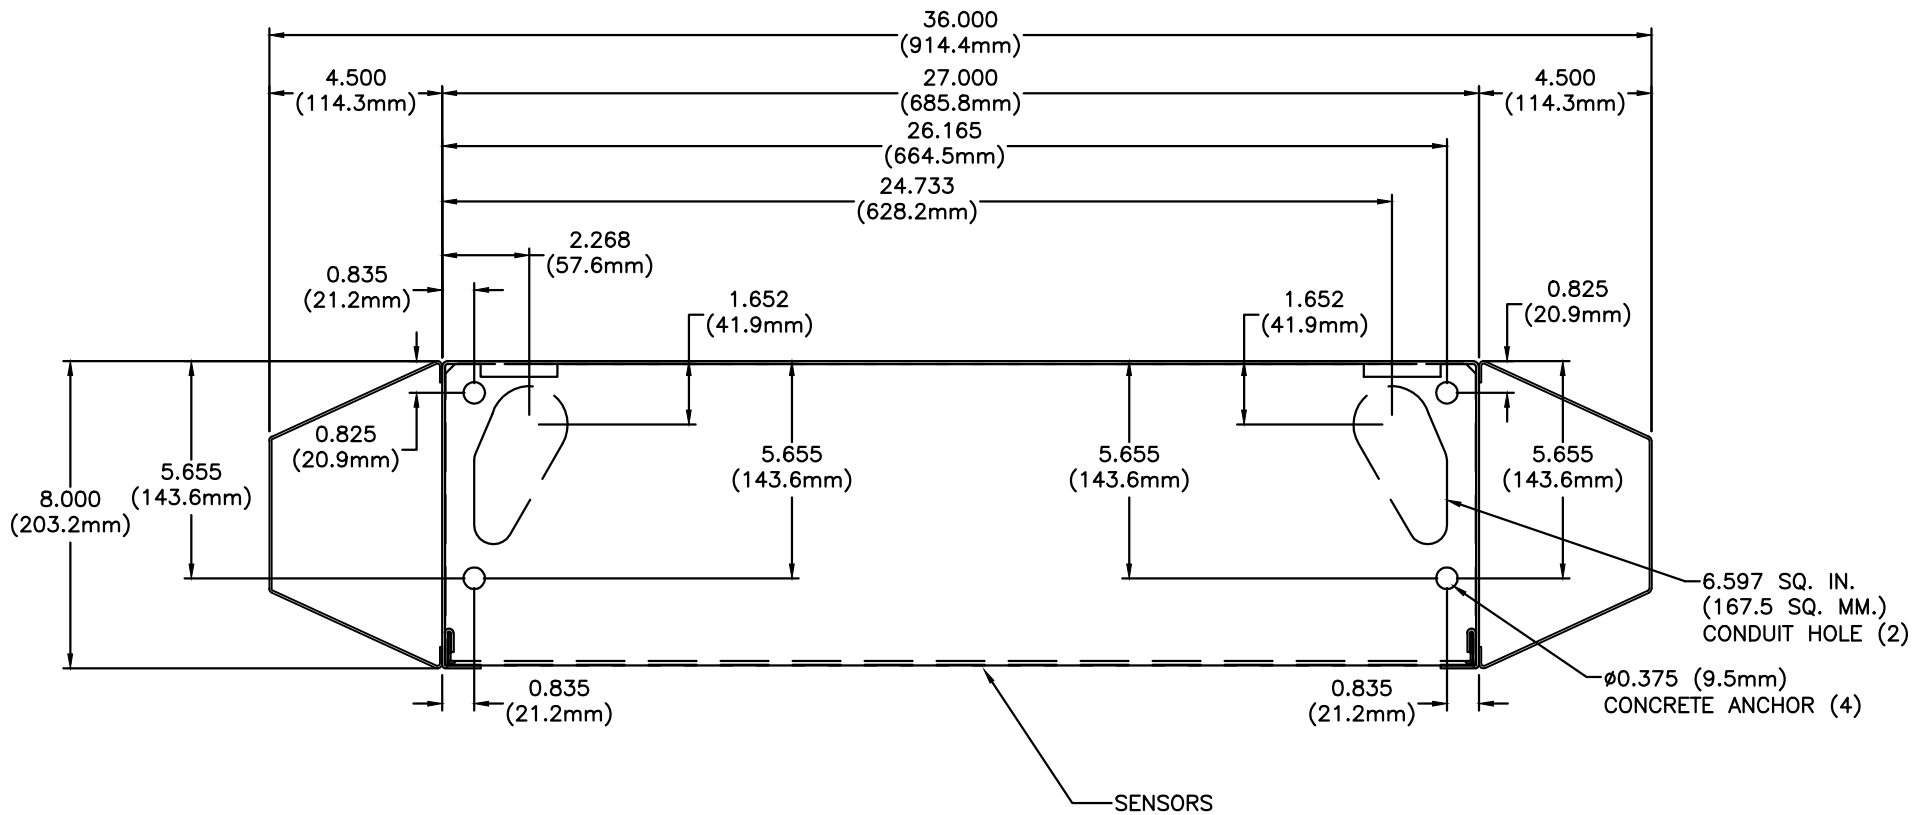 36.000
(914.4mm)
4.500
(114.3mm)
27.000
(685.8mm)
4.500
(114.3mm)
26.165
(664.5mm)
24.733
(628.2mm)
2.268
(57.6mm)
0.835
(21.2mm)
1.652
(41.9mm)
1.652
(41.9mm)
0.825
(20.9mm)
0.825
(20.9mm)
5.655
(143.6mm)
8.000
(203.2mm)
5.655
(143.6mm)
5.655
(143.6mm)
5.655
(143.6mm)
6.597 SQ. IN.
(167.5 SQ. MM.)
CONDUIT HOLE (2)
0.835
(21.2mm)
0.835
(21.2mm)
ø0.375 (9.5mm)
CONCRETE ANCHOR (4)
SENSORS